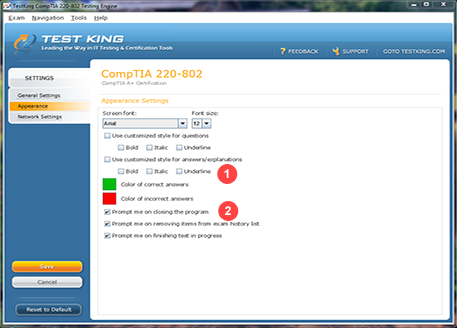 TestKing CompTIA 220-802 Testing Engine
Exam Navigation Tools Help
TEST KING
Leading the Way in IT Testing & Certification Tools
? FEEDBACK SUPPORT GOTO TESTKING.COM
SETTINGS
General Settings
Appearance
Network Settings
CompTIA 220-802
CompTIA A+ Certification
Appearance Settings
Screen font: Font size:
Arial 12
Use customized style for questions
Bold Italic Underline
Use customized style for answers/explanations
Bold Italic Underline
1
Color of correct answers
Color of incorrect answers
Prompt me on closing the program
2
Prompt me on removing items from exam history list
Prompt me on finishing test in progress
Save
Cancel
Reset to Default